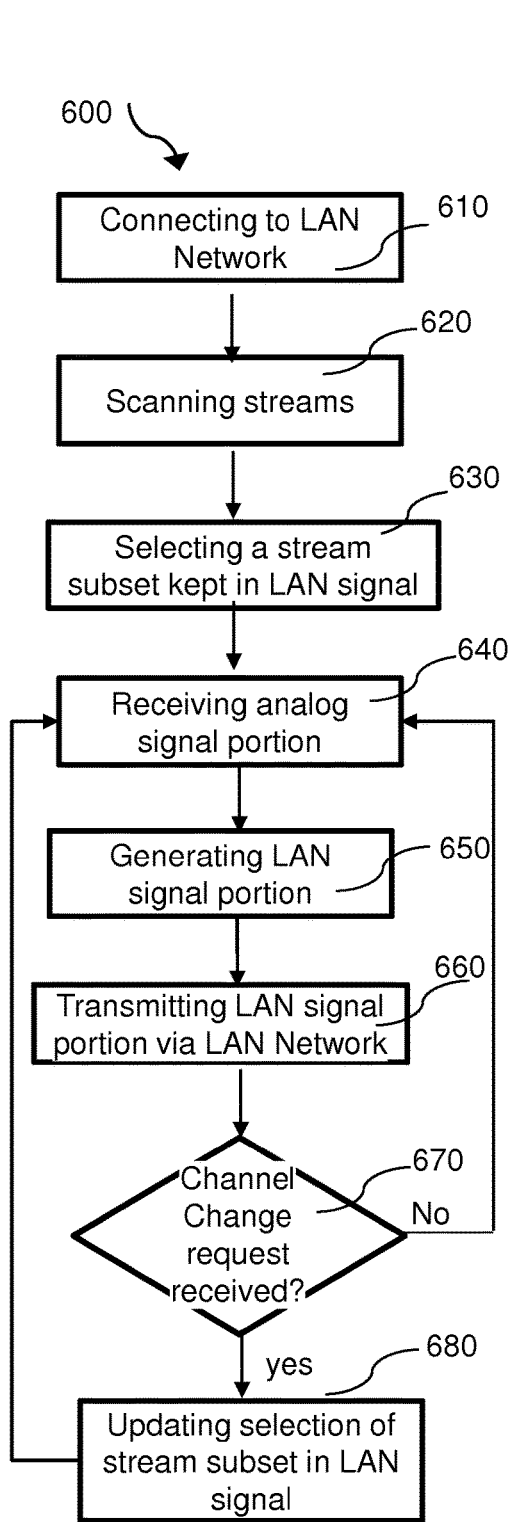 600
610
Connecting to LAN
Network
620
Scanning streams
630
Selecting a stream
subset kept in LAN signal
640
Receiving analog
signal portion
650
Generating LAN
signal portion
660
Transmitting LAN signal
portion via LAN Network
670
Channel
Change
request
received?
No
yes
680
Updating selection of
stream subset in LAN
signal